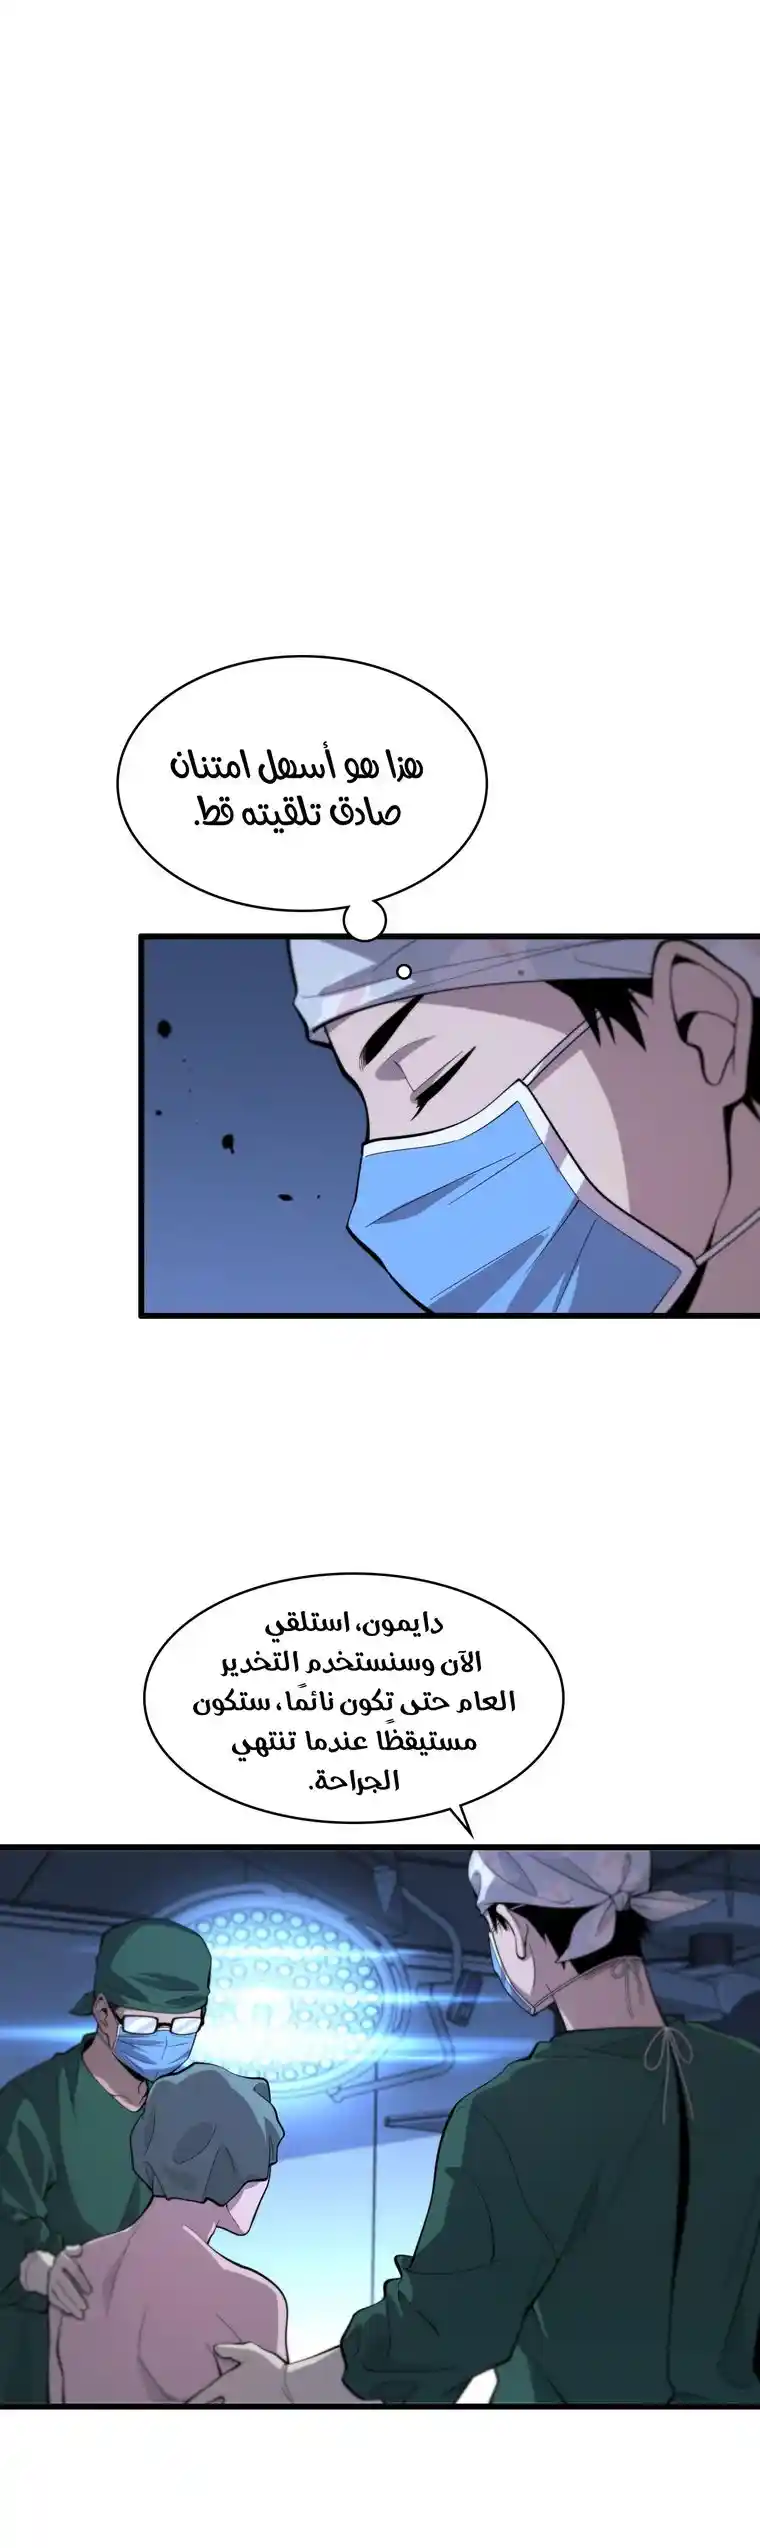 هذا هو أسهل امتنان
صادق تلقيته قط.
دايمون، استلقي
الآن وسنستخدم التخدير
العام حتى تكون نائمًا، ستكون
مستيقظًا عندما تنتهي
الجراحة.